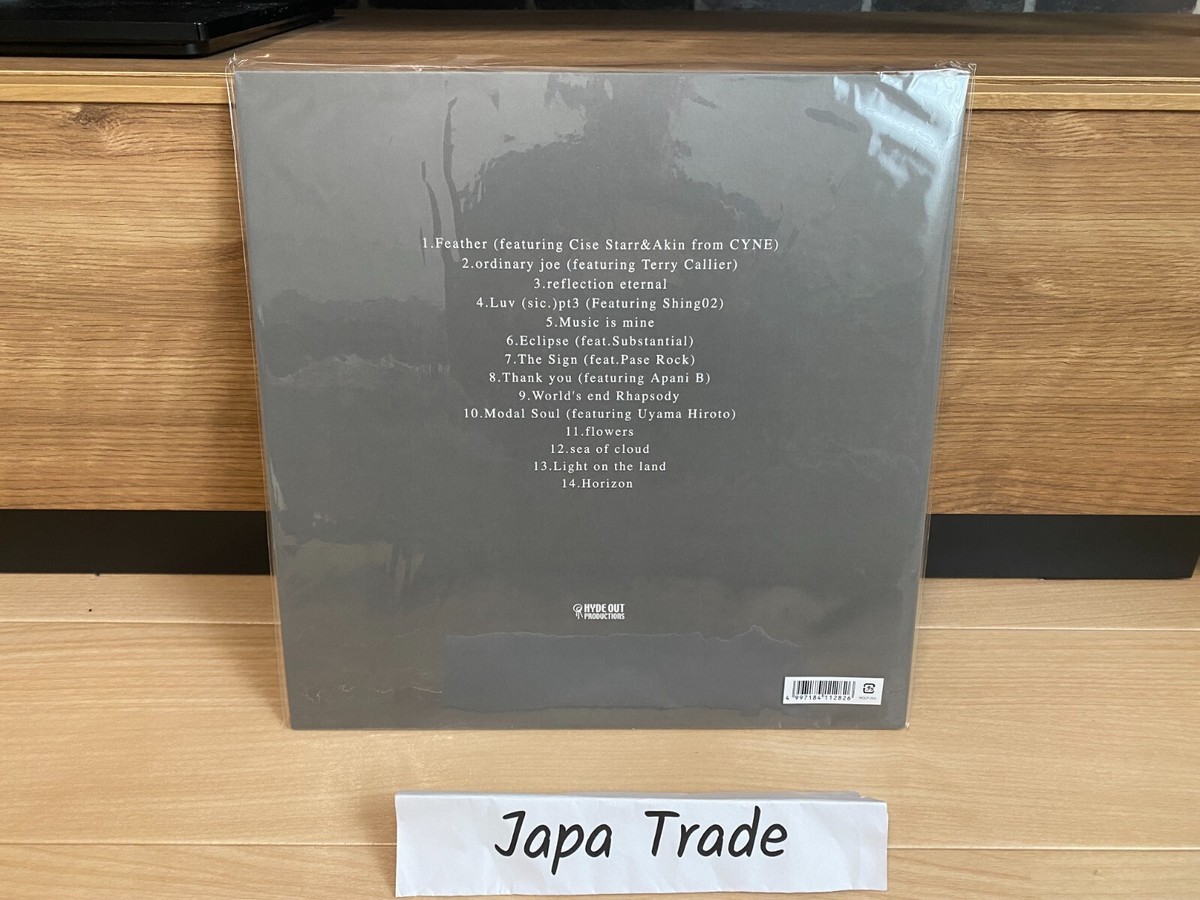 1.Feather (featuring Cise Starr&Akin from CYNE)
2.ordinary joe (featuring Terry Callier)
3.reflection eternal
4.Luv (sic.)pt3 (Featuring Shing02)
5.Music is mine
6.Eclipse (feat.Substantial)
7.The Sign (feat.Pase Rock)
8.Thank you (featuring Apani B)
9.World's end Rhapsody
10.Modal Soul (featuring Uyama Hiroto)
11.flowers
12.sea of cloud
13.Light on the land
14.Horizon
HYDE OUT
PRODUCTIONS
4 997184 112826
Japa Trade